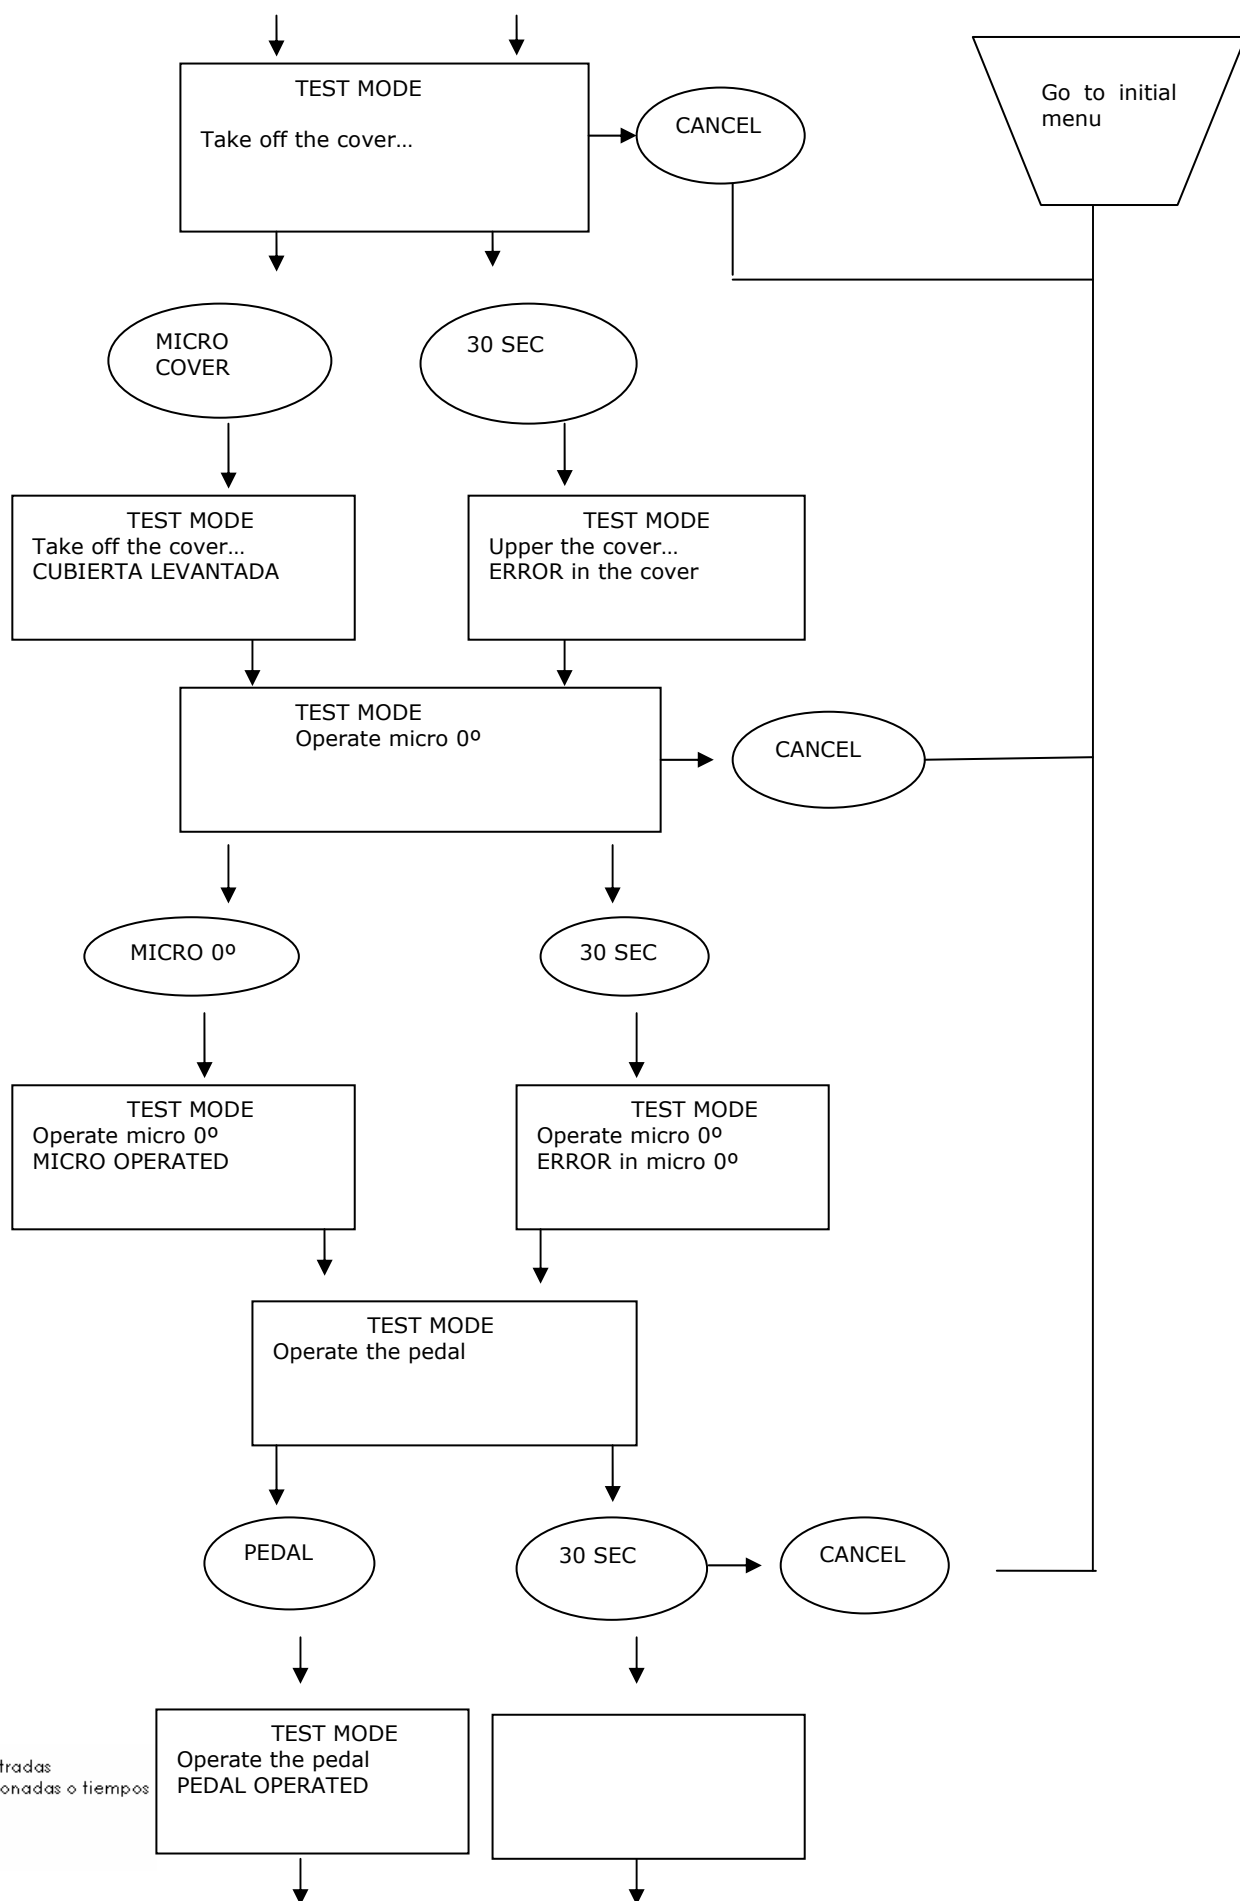 TEST MODE
Take off the cover…
CANCEL
Go to initial
menu
MICRO
COVER
30 SEC
TEST MODE
Take off the cover…
CUBIERTA LEVANTADA
TEST MODE
Upper the cover…
ERROR in the cover
TEST MODE
Operate micro 0º
CANCEL
MICRO 0º
30 SEC
TEST MODE
Operate micro 0º
MICRO OPERATED
TEST MODE
Operate micro 0º
ERROR in micro 0º
TEST MODE
Operate the pedal
PEDAL
30 SEC
CANCEL
TEST MODE
Operate the pedal
PEDAL OPERATED
tradas
onadas o tiempos